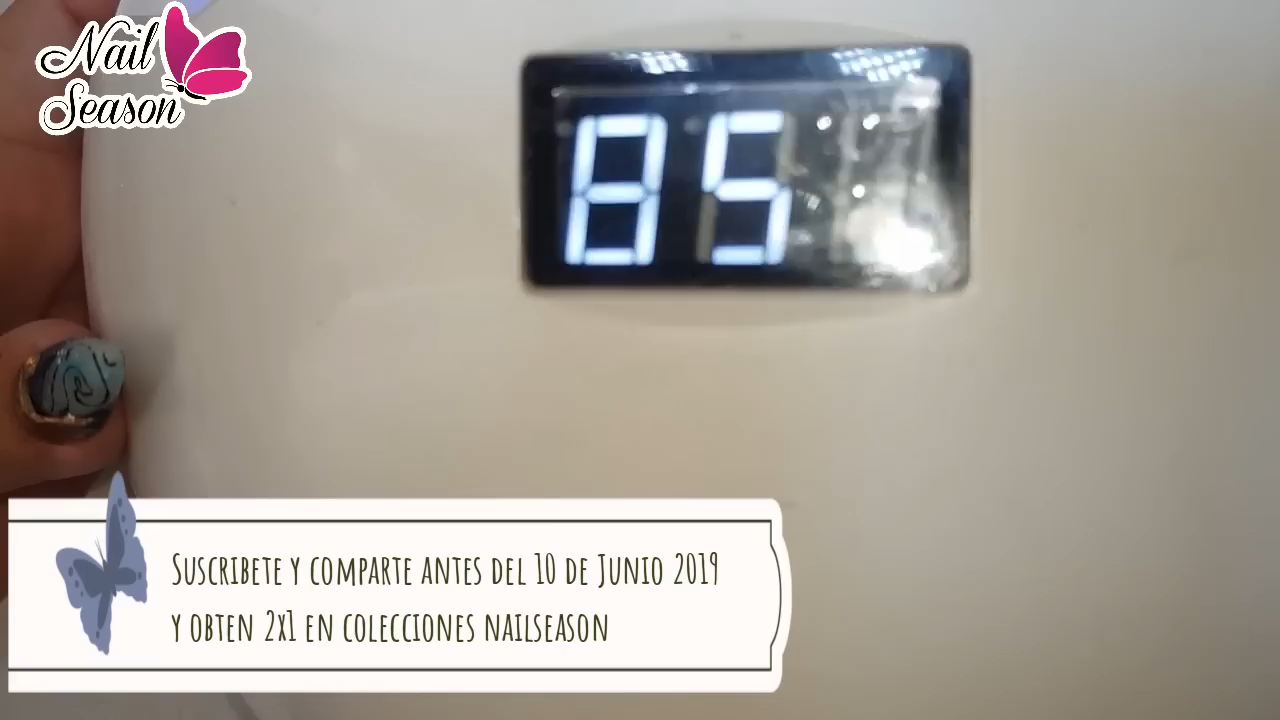 Nail
Season
85
Suscribete y comparte antes del 10 de Junio 2019
y obten 2x1 en colecciones nailseason